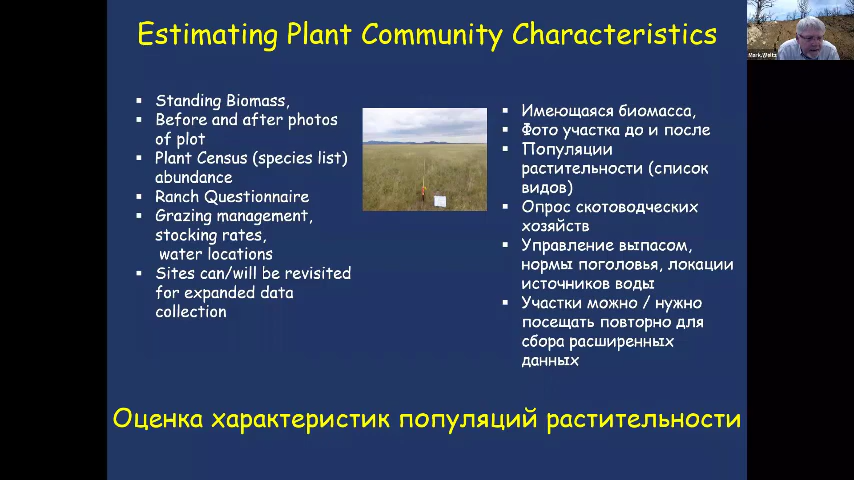 Estimating Plant Community Characteristics
Mark.Weltz
▪ Standing Biomass,
▪ Before and after photos
of plot
▪ Plant Census (species list)
abundance
▪ Ranch Questionnaire
▪ Grazing management,
stocking rates,
water locations
▪ Sites can/will be revisited
for expanded data
collection
▪ Имеющаяся биомасса,
▪ Фото участка до и после
▪ Популяции
растительности (список
видов)
▪ Опрос скотоводческих
хозяйств
▪ Управление выпасом,
нормы поголовья, локации
источников воды
▪ Участки можно / нужно
посещать повторно для
сбора расширенных
данных
Оценка характеристик популяций растительности